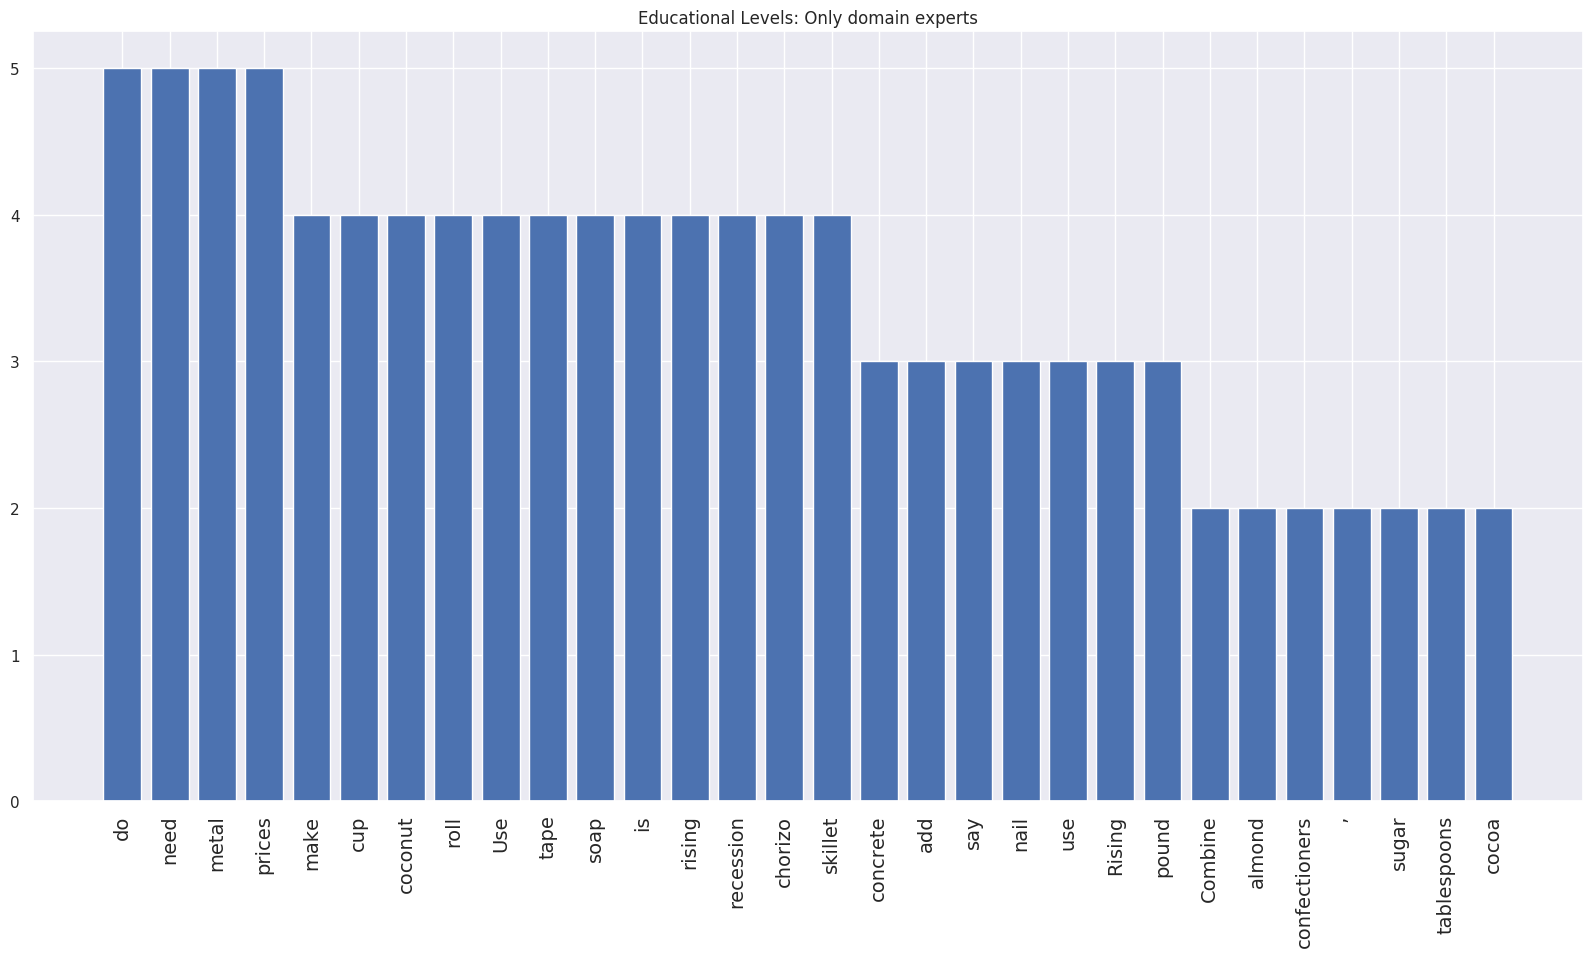 Educational Levels: Only domain experts
5
4
3
2
1
0
do
need
metal
prices
make
cup
coconut
roll
Use
tape
soap
is
rising
recession
chorizo
skillet
concrete
add
say
nail
use
Rising
pound
Combine
almond
confectioners
’
sugar
tablespoons
cocoa